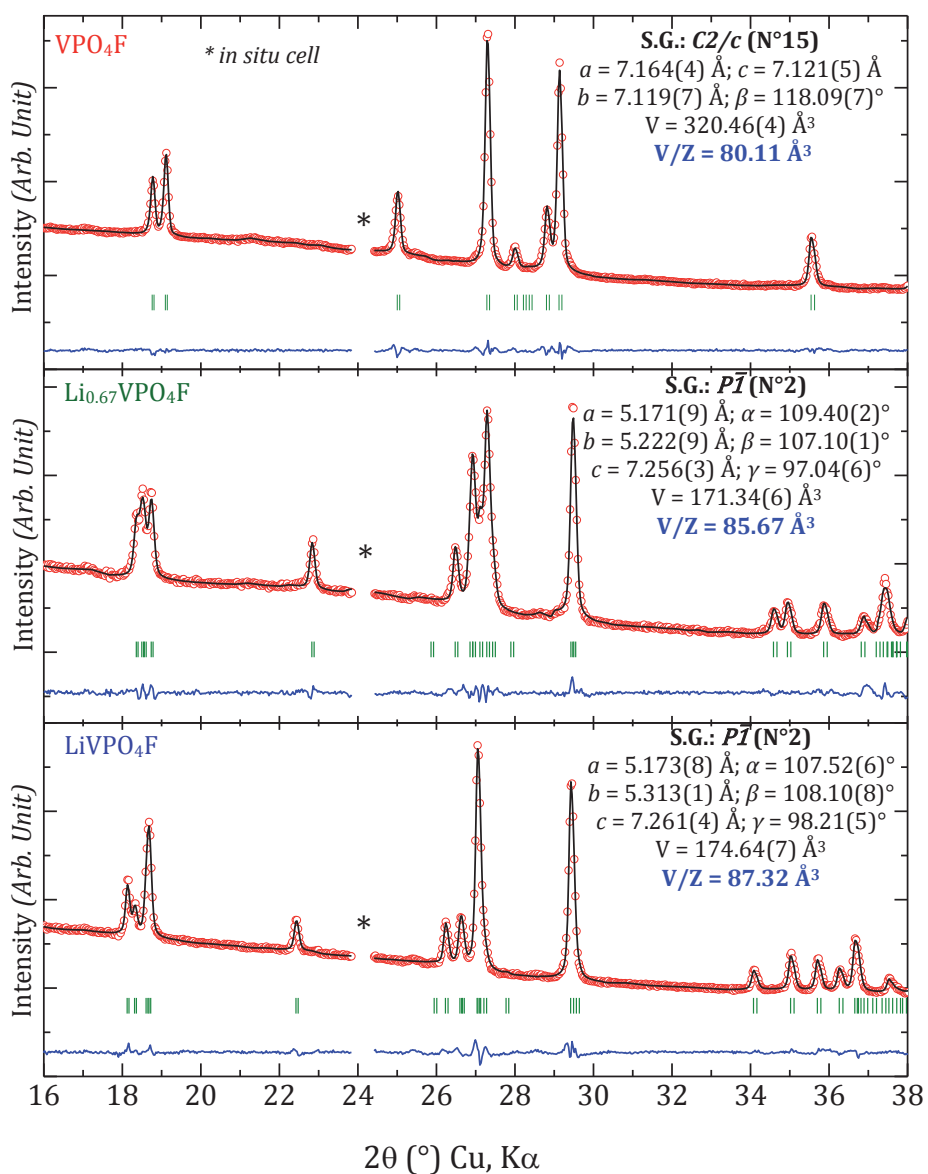 VPO₄F
* in situ cell
S.G.: C2/c (N°15)
a = 7.164(4) Å; c = 7.121(5) Å
b = 7.119(7) Å; β = 118.09(7)°
V = 320.46(4) Å³
V/Z = 80.11 Å³
*
Intensity (Arb. Unit)
Li₀.₆₇VPO₄F
S.G.: P1̅ (N°2)
a = 5.171(9) Å; α = 109.40(2)°
b = 5.222(9) Å; β = 107.10(1)°
c = 7.256(3) Å; γ = 97.04(6)°
V = 171.34(6) Å³
V/Z = 85.67 Å³
*
Intensity (Arb. Unit)
LiVPO₄F
S.G.: P1̅ (N°2)
a = 5.173(8) Å; α = 107.52(6)°
b = 5.313(1) Å; β = 108.10(8)°
c = 7.261(4) Å; γ = 98.21(5)°
V = 174.64(7) Å³
V/Z = 87.32 Å³
*
Intensity (Arb. Unit)
16 18 20 22 24 26 28 30 32 34 36 38
2θ (°) Cu, Kα